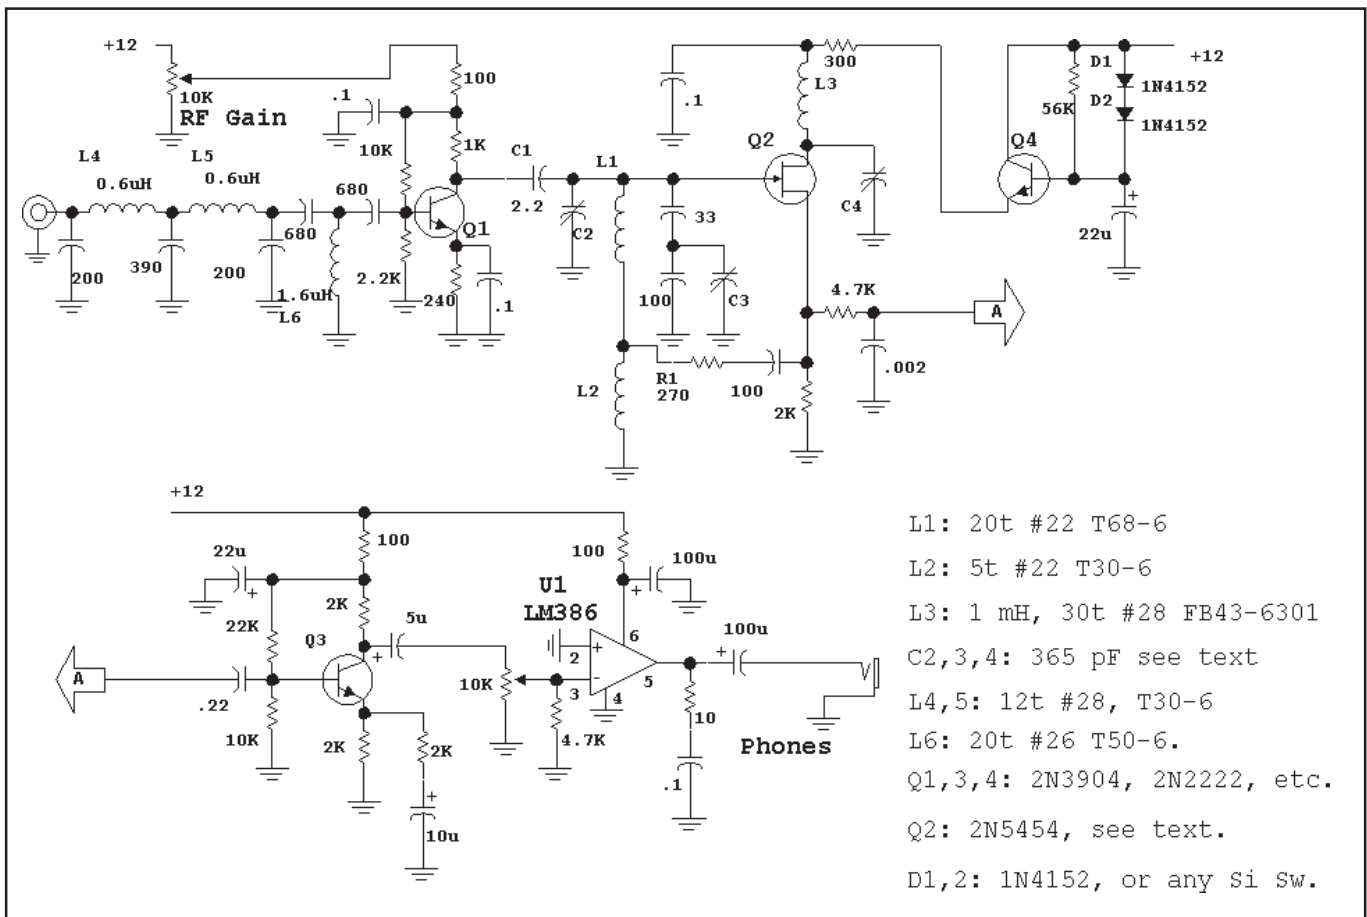 +12
10K
RF Gain
.1
100
10K
1K
L4
0.6uH
L5
0.6uH
680
680
200
390
200
1.6uH
L6
2.2K
Q1
240
.1
C1
2.2
L1
C2
33
100
C3
L2
R1
270
100
2K
.1
300
L3
Q2
C4
4.7K
A
.002
Q4
56K
D1
1N4152
D2
1N4152
+12
+
22u
+12
100
22u
+
2K
22K
Q3
5u
+
A
.22
10K
2K
2K
+
10u
10K
4.7K
100
U1
LM386
+
100u
6
+
2
-
3
4
5
100u
+
10
.1
Phones
L1: 20t #22 T68-6
L2: 5t #22 T30-6
L3: 1 mH, 30t #28 FB43-6301
C2,3,4: 365 pF see text
L4,5: 12t #28, T30-6
L6: 20t #26 T50-6.
Q1,3,4: 2N3904, 2N2222, etc.
Q2: 2N5454, see text.
D1,2: 1N4152, or any Si Sw.